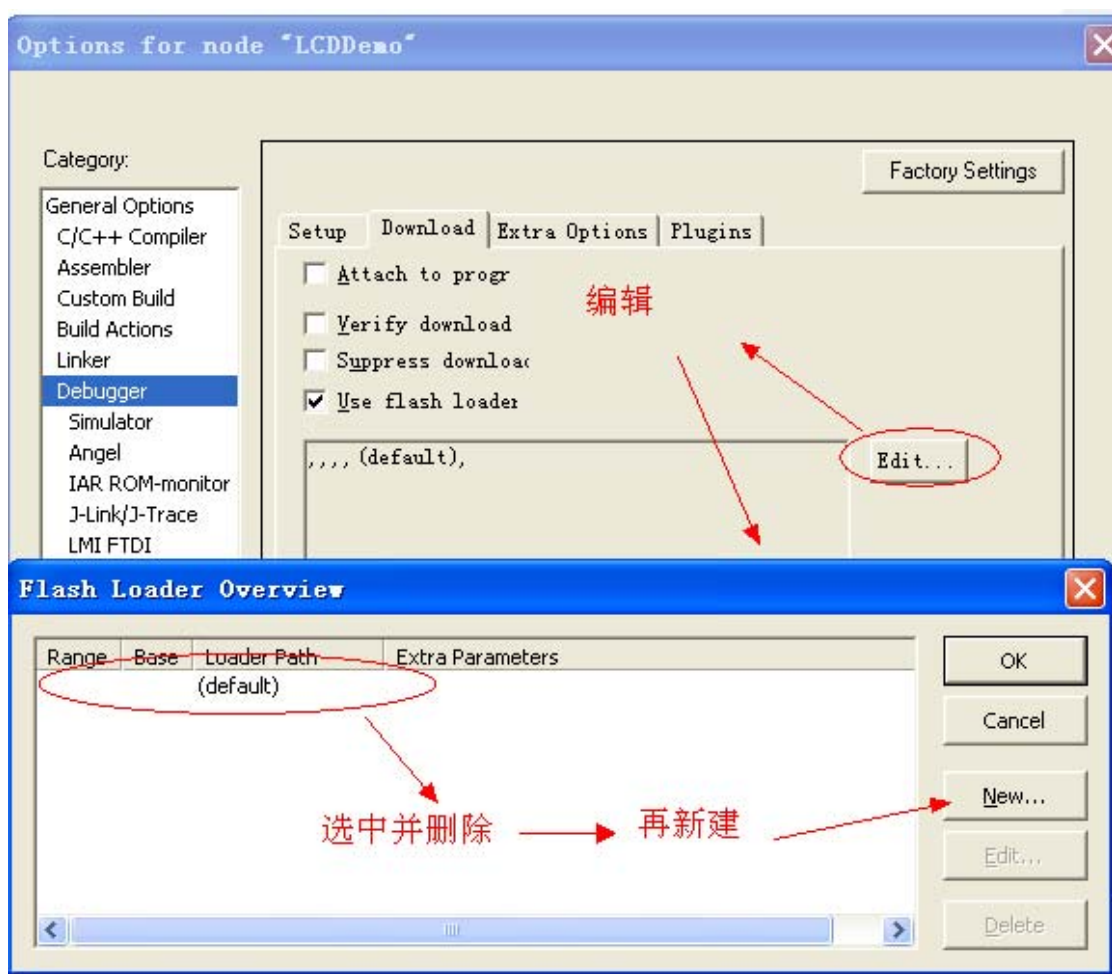 Options for node "LCDDemo"
Category:
Factory Settings
General Options
C/C++ Compiler
Assembler
Custom Build
Build Actions
Linker
Debugger
Simulator
Angel
IAR ROM-monitor
J-Link/J-Trace
LMI FTDI
Setup Download Extra Options Plugins
Attach to progr
Verify download
Suppress downloac
Use flash loader
编辑
,,,, (default),
Edit...
Flash Loader Overview
Range Base Loader Path Extra Parameters
(default)
OK
Cancel
New...
Edit...
Delete
选中并删除
再新建